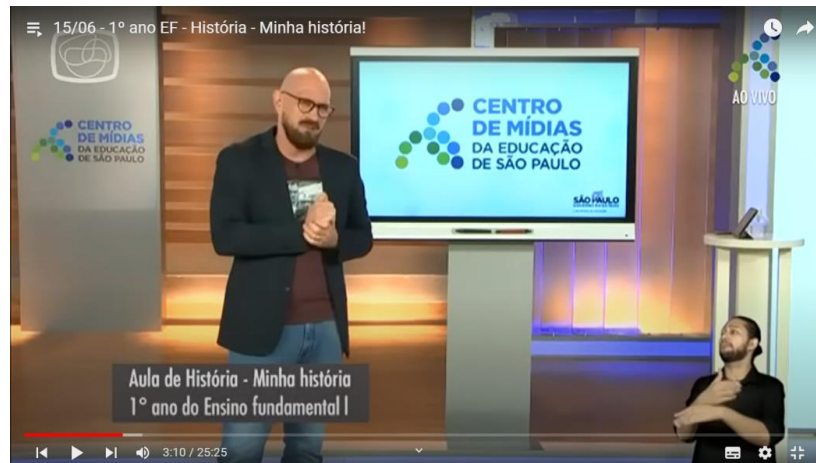 15/06 - 1º ano EF - História - Minha história!
AO VIVO
CENTRO
DE MÍDIAS
DA EDUCAÇÃO
DE SÃO PAULO
CENTRO
DE MÍDIAS
DA EDUCAÇÃO
DE SÃO PAULO
SÃO PAULO
Aula de História - Minha história
1º ano do Ensino fundamental I
3:10 / 25:25